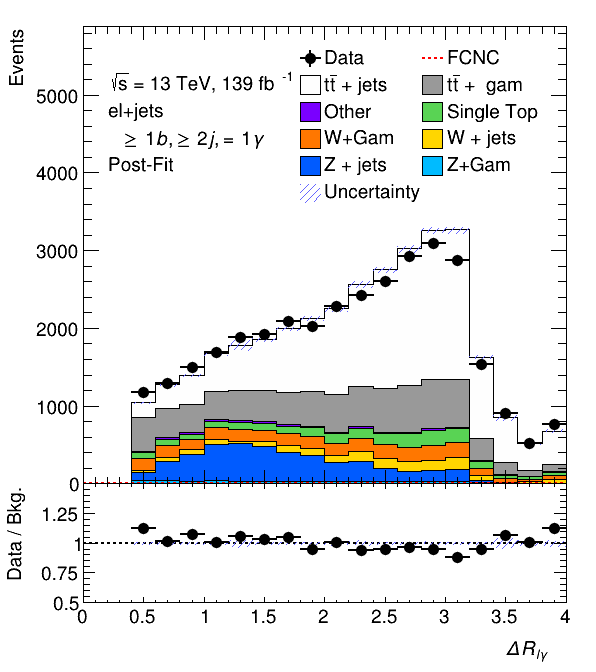 Events
5000
4000
3000
2000
1000
0
√s = 13 TeV, 139 fb⁻¹
el+jets
≥ 1b, ≥ 2j, = 1γ
Post-Fit
Data
FCNC
tt̄ + jets
tt̄ + gam
Other
Single Top
W+Gam
W + jets
Z + jets
Z+Gam
Uncertainty
Data / Bkg.
1.25
1
0.75
0.5
0 0.5 1 1.5 2 2.5 3 3.5 4
ΔR_{lγ}